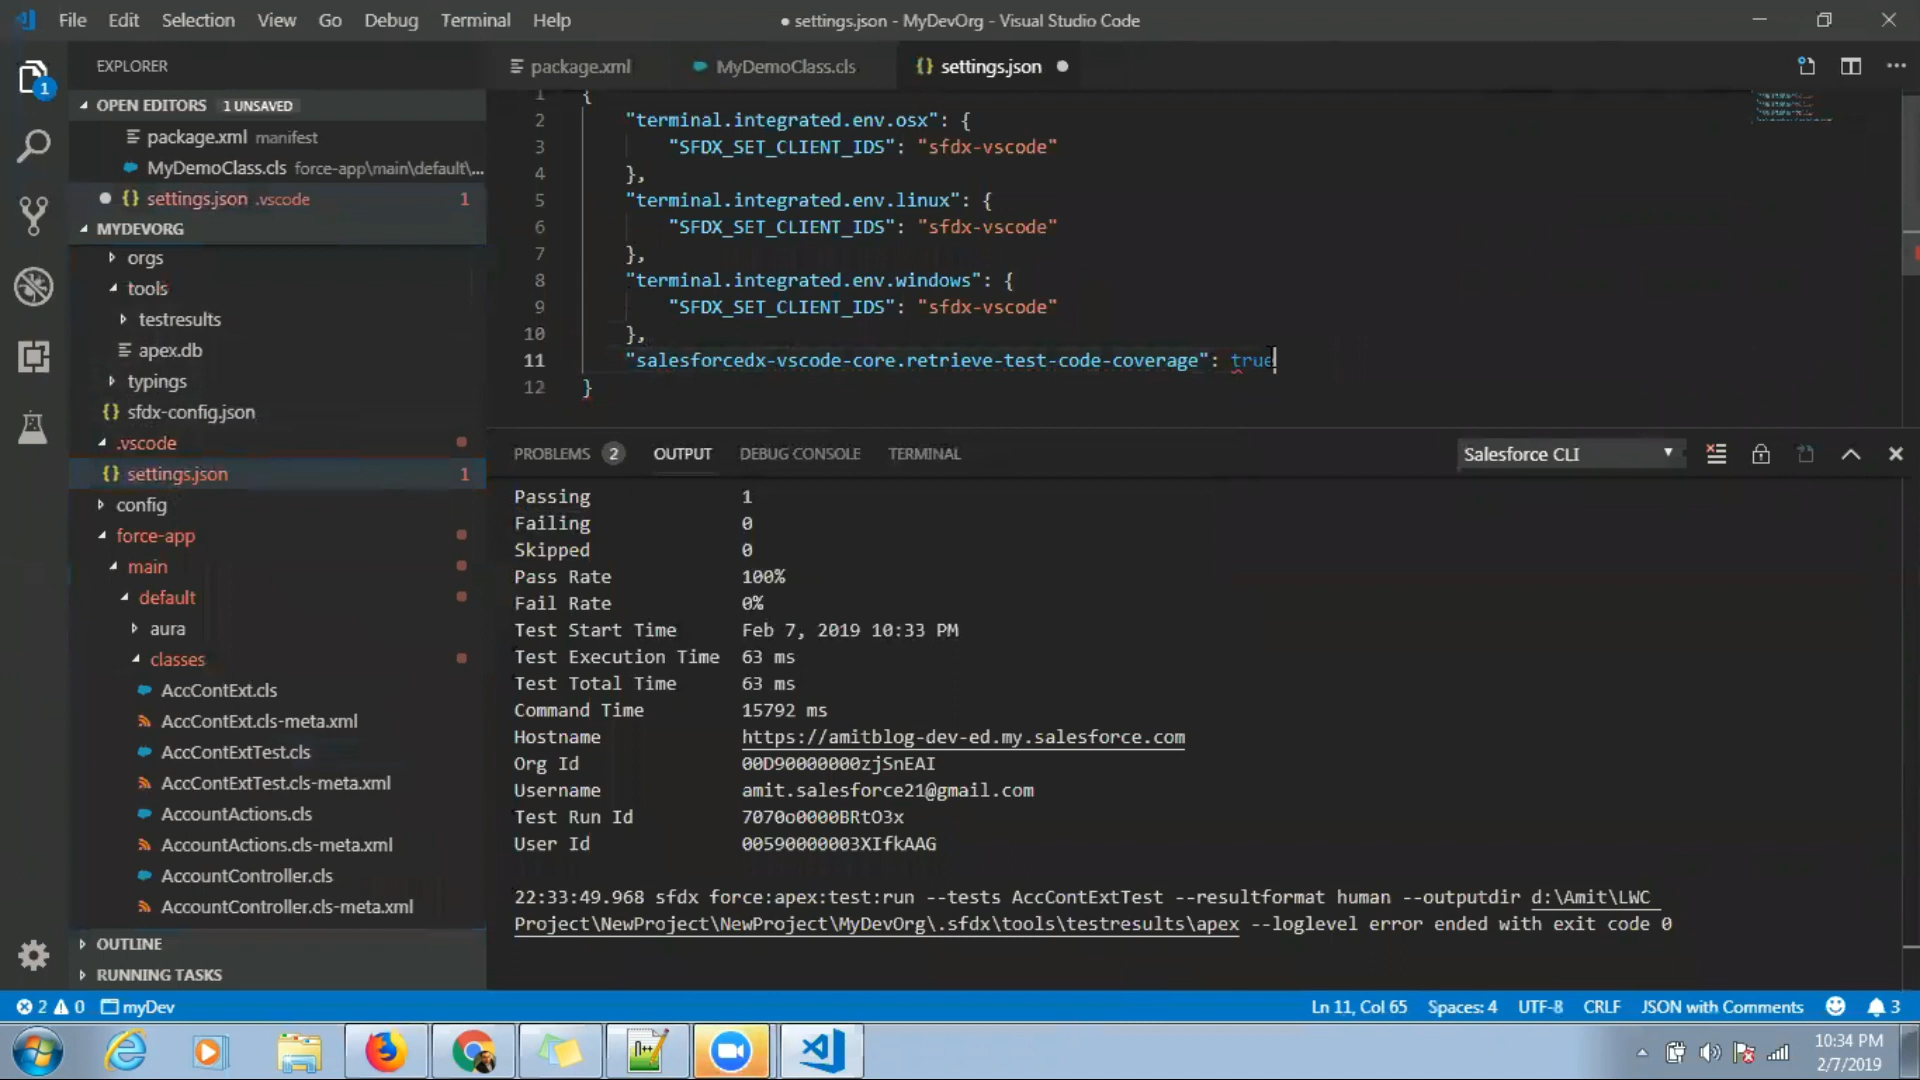 File Edit Selection View Go Debug Terminal Help
● settings.json - MyDevOrg - Visual Studio Code
EXPLORER
1
OPEN EDITORS 1 UNSAVED
package.xml manifest
MyDemoClass.cls force-app\main\default\...
{} settings.json .vscode 1
MYDEVORG
orgs
tools
testresults
apex.db
typings
{} sfdx-config.json
.vscode
{} settings.json 1
config
force-app
main
default
aura
classes
AccContExt.cls
AccContExt.cls-meta.xml
AccContExtTest.cls
AccContExtTest.cls-meta.xml
AccountActions.cls
AccountActions.cls-meta.xml
AccountController.cls
AccountController.cls-meta.xml
OUTLINE
RUNNING TASKS
package.xml MyDemoClass.cls {} settings.json
1 {
2 "terminal.integrated.env.osx": {
3 "SFDX_SET_CLIENT_IDS": "sfdx-vscode"
4 },
5 "terminal.integrated.env.linux": {
6 "SFDX_SET_CLIENT_IDS": "sfdx-vscode"
7 },
8 "terminal.integrated.env.windows": {
9 "SFDX_SET_CLIENT_IDS": "sfdx-vscode"
10 },
11 "salesforcedx-vscode-core.retrieve-test-code-coverage": true
12 }
PROBLEMS 2 OUTPUT DEBUG CONSOLE TERMINAL Salesforce CLI
Passing 1
Failing 0
Skipped 0
Pass Rate 100%
Fail Rate 0%
Test Start Time Feb 7, 2019 10:33 PM
Test Execution Time 63 ms
Test Total Time 63 ms
Command Time 15792 ms
Hostname https://amitblog-dev-ed.my.salesforce.com
Org Id 00D90000000zjSnEAI
Username amit.salesforce21@gmail.com
Test Run Id 7070o0000BRtO3x
User Id 00590000003XIfkAAG
22:33:49.968 sfdx force:apex:test:run --tests AccContExtTest --resultformat human --outputdir d:\Amit\LWC
Project\NewProject\NewProject\MyDevOrg\.sfdx\tools\testresults\apex --loglevel error ended with exit code 0
2 0 myDev Ln 11, Col 65 Spaces: 4 UTF-8 CRLF JSON with Comments 3
10:34 PM
2/7/2019